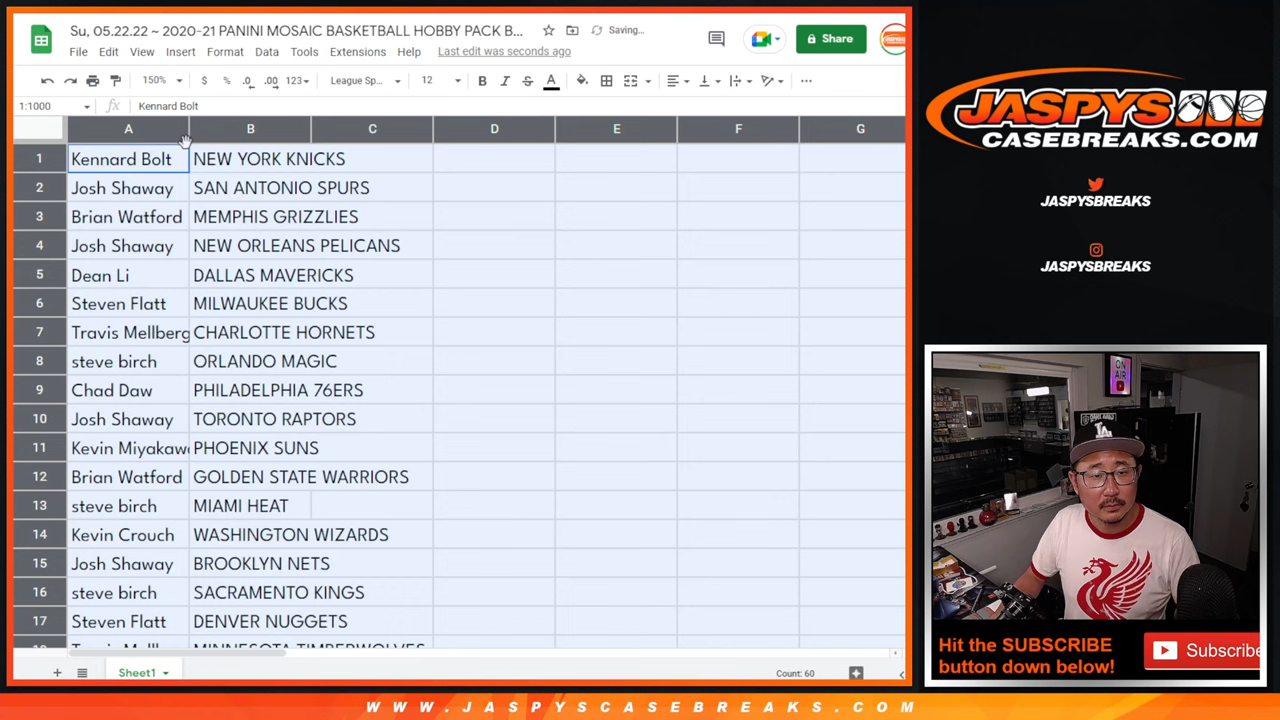 Su, 05.22.22 ~ 2020-21 PANINI MOSAIC BASKETBALL HOBBY PACK B...
Saving...
File Edit View Insert Format Data Tools Extensions Help Last edit was seconds ago
Share
150% $ % .0 .00 123 League Sp... 12 B I S A
1:1000 fx Kennard Bolt
A B C D E F G
1 Kennard Bolt NEW YORK KNICKS
2 Josh Shaway SAN ANTONIO SPURS
3 Brian Watford MEMPHIS GRIZZLIES
4 Josh Shaway NEW ORLEANS PELICANS
5 Dean Li DALLAS MAVERICKS
6 Steven Flatt MILWAUKEE BUCKS
7 Travis Mellberg CHARLOTTE HORNETS
8 steve birch ORLANDO MAGIC
9 Chad Daw PHILADELPHIA 76ERS
10 Josh Shaway TORONTO RAPTORS
11 Kevin Miyakaw PHOENIX SUNS
12 Brian Watford GOLDEN STATE WARRIORS
13 steve birch MIAMI HEAT
14 Kevin Crouch WASHINGTON WIZARDS
15 Josh Shaway BROOKLYN NETS
16 steve birch SACRAMENTO KINGS
17 Steven Flatt DENVER NUGGETS
MINNESOTA TIMBERWOLVES
Sheet1
Count: 60
JASPYS
CASEBREAKS.COM
JASPYSBREAKS
JASPYSBREAKS
ON AIR
LA
Hit the SUBSCRIBE
button down below!
Subscribe
WWW.JASPYSCASEBREAKS.COM